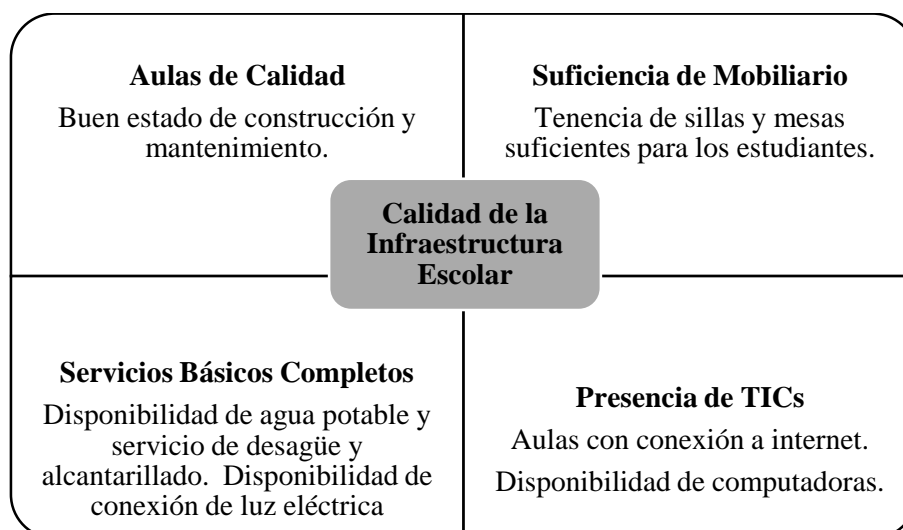 Aulas de Calidad
Buen estado de construcción y
mantenimiento.
Suficiencia de Mobiliario
Tenencia de sillas y mesas
suficientes para los estudiantes.
Calidad de la
Infraestructura
Escolar
Servicios Básicos Completos
Disponibilidad de agua potable y
servicio de desagüe y
alcantarillado.  Disponibilidad de
conexión de luz eléctrica
Presencia de TICs
Aulas con conexión a internet.
Disponibilidad de computadoras.